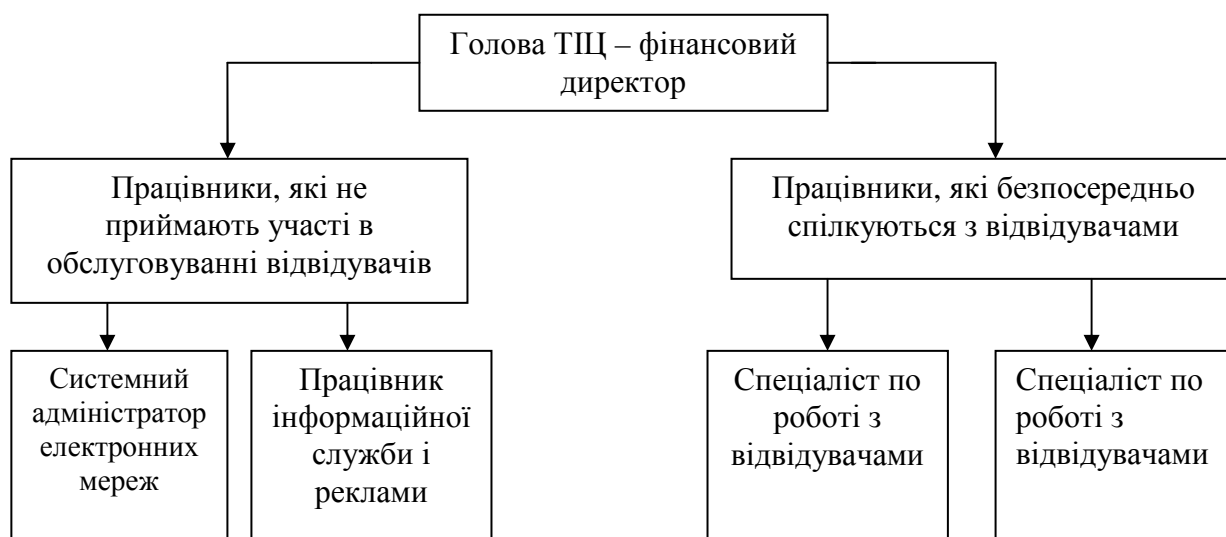 Голова ТІЦ – фінансовий
директор
Працівники, які не
приймають участі в
обслуговуванні відвідувачів
Працівники, які безпосередньо
спілкуються з відвідувачами
Системний
адміністратор
електронних
мереж
Працівник
інформаційної
служби і
реклами
Спеціаліст по
роботі з
відвідувачами
Спеціаліст по
роботі з
відвідувачами